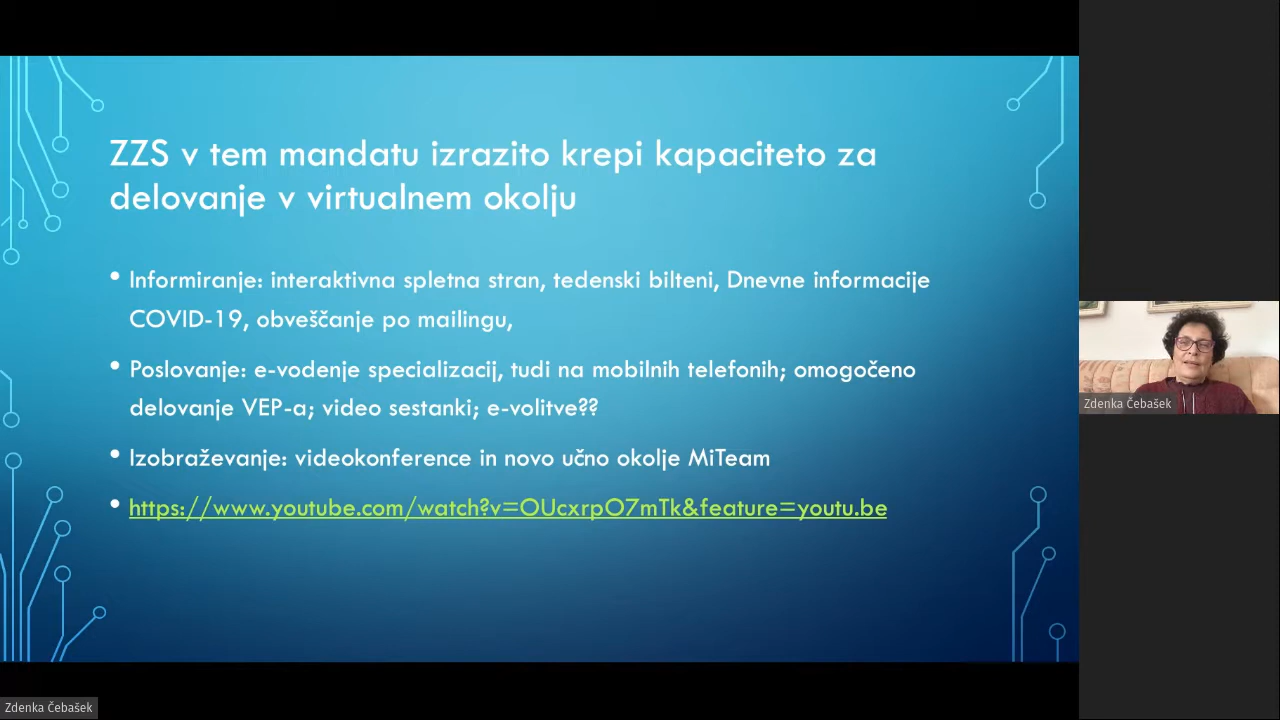 ZZS v tem mandatu izrazito krepi kapaciteto za
delovanje v virtualnem okolju
• Informiranje: interaktivna spletna stran, tedenski bilteni, Dnevne informacije
COVID-19, obveščanje po mailingu,
• Poslovanje: e-vodenje specializacij, tudi na mobilnih telefonih; omogočeno
delovanje VEP-a; video sestanki; e-volitve??
• Izobraževanje: videokonference in novo učno okolje MiTeam
• https://www.youtube.com/watch?v=OUcxrpO7mTk&feature=youtu.be
Zdenka Čebašek
Zdenka Čebašek